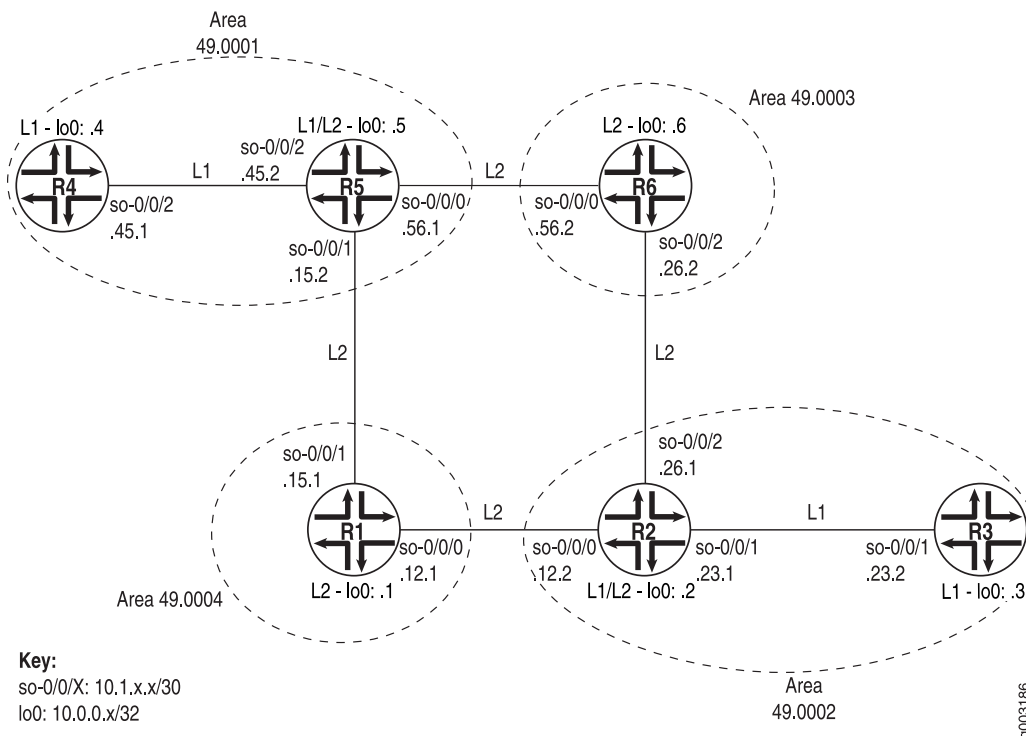 Area
49.0001
Area 49.0003
L1 - lo0: .4
L1/L2 - lo0: .5
L2 - lo0: .6
so-0/0/2
.45.2
L1
L2
R4
R5
R6
so-0/0/2
.45.1
so-0/0/0
.56.1
so-0/0/0
.56.2
so-0/0/1
.15.2
so-0/0/2
.26.2
L2
L2
so-0/0/1
.15.1
so-0/0/2
.26.1
L2
L1
R1
R2
R3
so-0/0/0
.12.1
so-0/0/0
.12.2
so-0/0/1
.23.1
so-0/0/1
.23.2
L2 - lo0: .1
L1/L2 - lo0: .2
L1 - lo0: .3
Area 49.0004
Key:
so-0/0/X: 10.1.x.x/30
lo0: 10.0.0.x/32
Area
49.0002
g003186